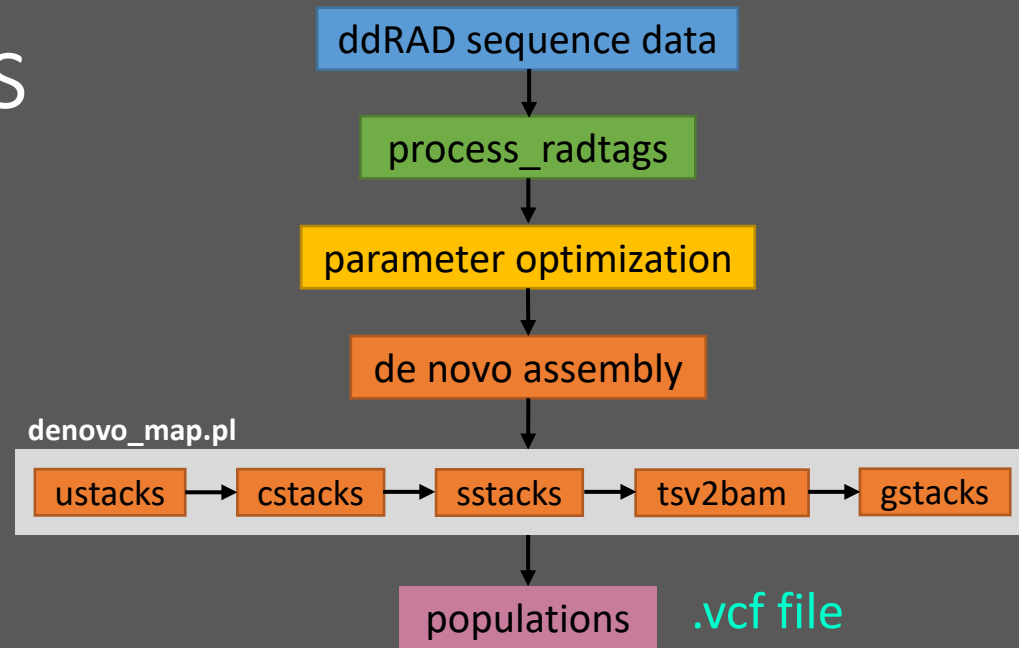 S
ddRAD sequence data
process_radtags
parameter optimization
de novo assembly
denovo_map.pl
ustacks cstacks sstacks tsv2bam gstacks
populations .vcf file